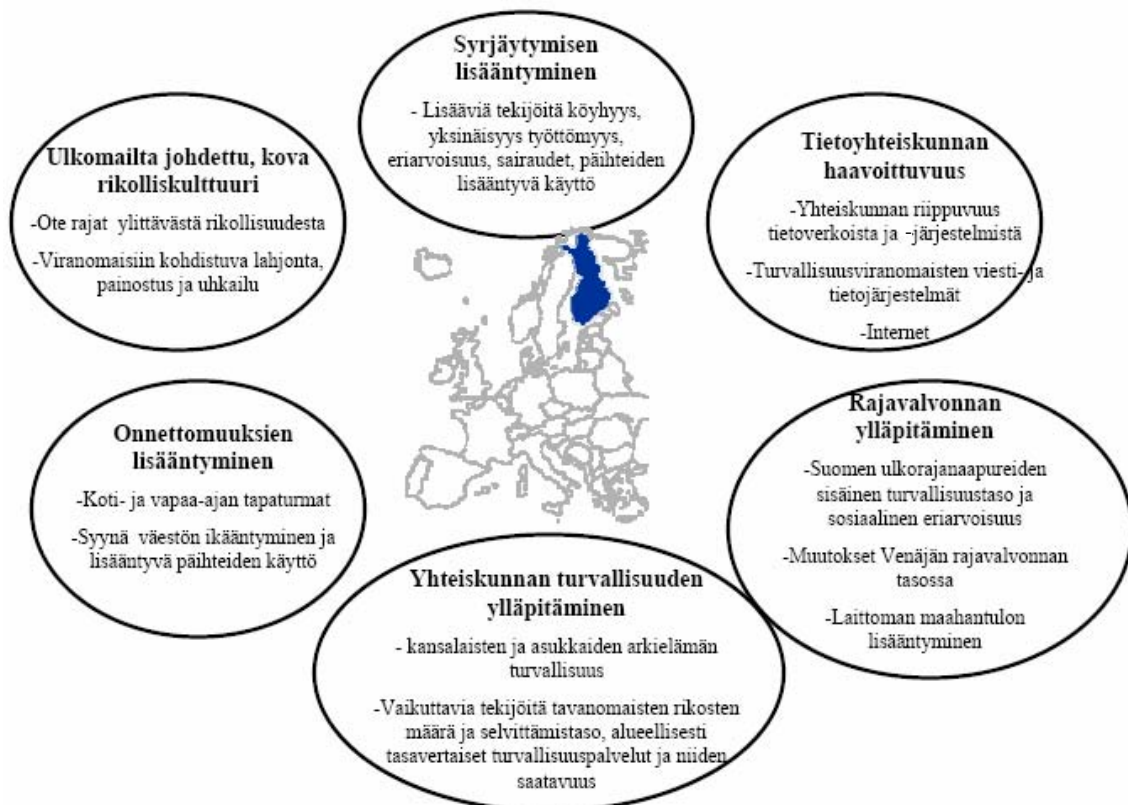 Syrjäytymisen
lisääntyminen
- Lisääviä tekijöitä köyhyys,
yksinäisyys työttömyys,
eriarvoisuus, sairaudet, päihteiden
lisääntyvä käyttö
Ulkomailta johdettu, kova
rikolliskulttuuri
-Ote rajat ylittävästä rikollisuudesta
-Viranomaisiin kohdistuva lahjonta,
painostus ja uhkailu
Tietoyhteiskunnan
haavoittuvuus
-Yhteiskunnan riippuvuus
tietoverkoista ja -järjestelmistä
-Turvallisuusviranomaisten viesti- ja
tietojärjestelmät
-Internet
Onnettomuuksien
lisääntyminen
-Koti- ja vapaa-ajan tapaturmat
-Syynä väestön ikääntyminen ja
lisääntyvä päihteiden käyttö
Rajavalvonnan
ylläpitäminen
-Suomen ulkorajanaapureiden
sisäinen turvallisuustaso ja
sosiaalinen eriarvoisuus
-Muutokset Venäjän rajavalvonnan
tasossa
-Laittoman maahantulon
lisääntyminen
Yhteiskunnan turvallisuuden
ylläpitäminen
- kansalaisten ja asukkaiden arkielämän
turvallisuus
-Vaikuttavia tekijöitä tavanomaisten rikosten
määrä ja selvittämistaso, alueellisesti
tasavertaiset turvallisuuspalvelut ja niiden
saatavuus